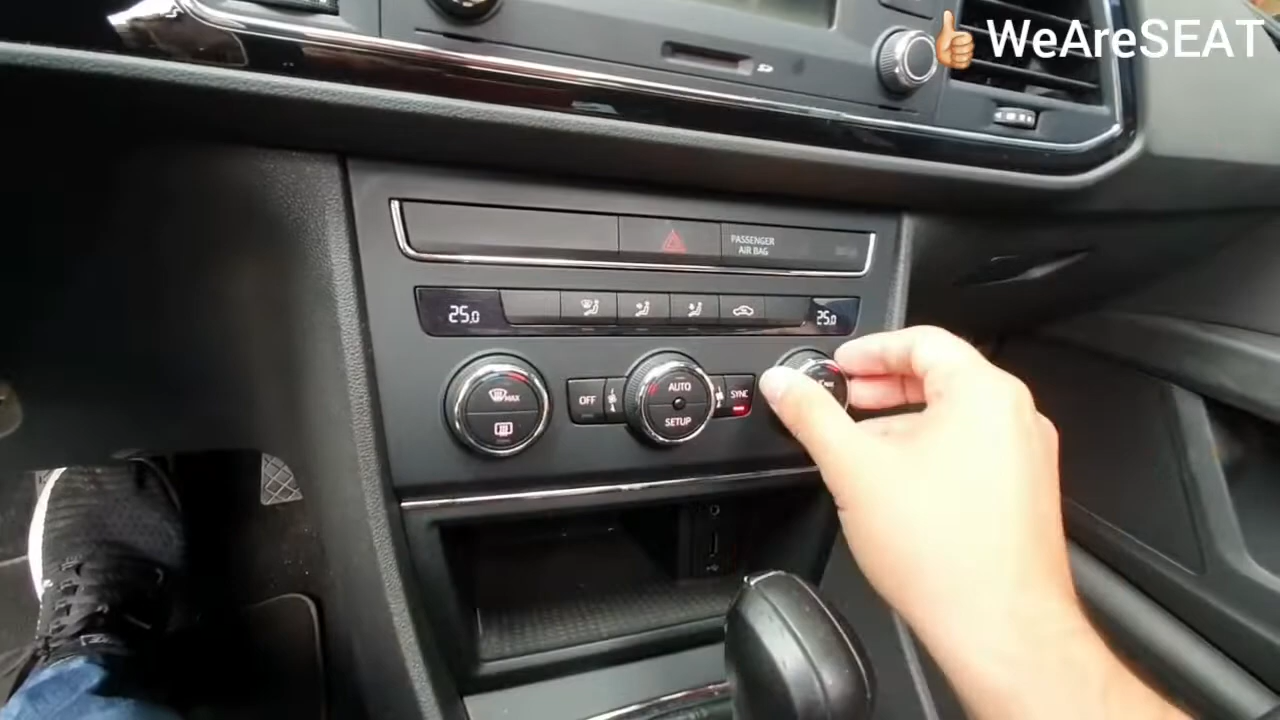 👍 WeAreSEAT
PASSENGER
AIR BAG
25.0
25.0
MAX
OFF
AUTO
SETUP
SYNC